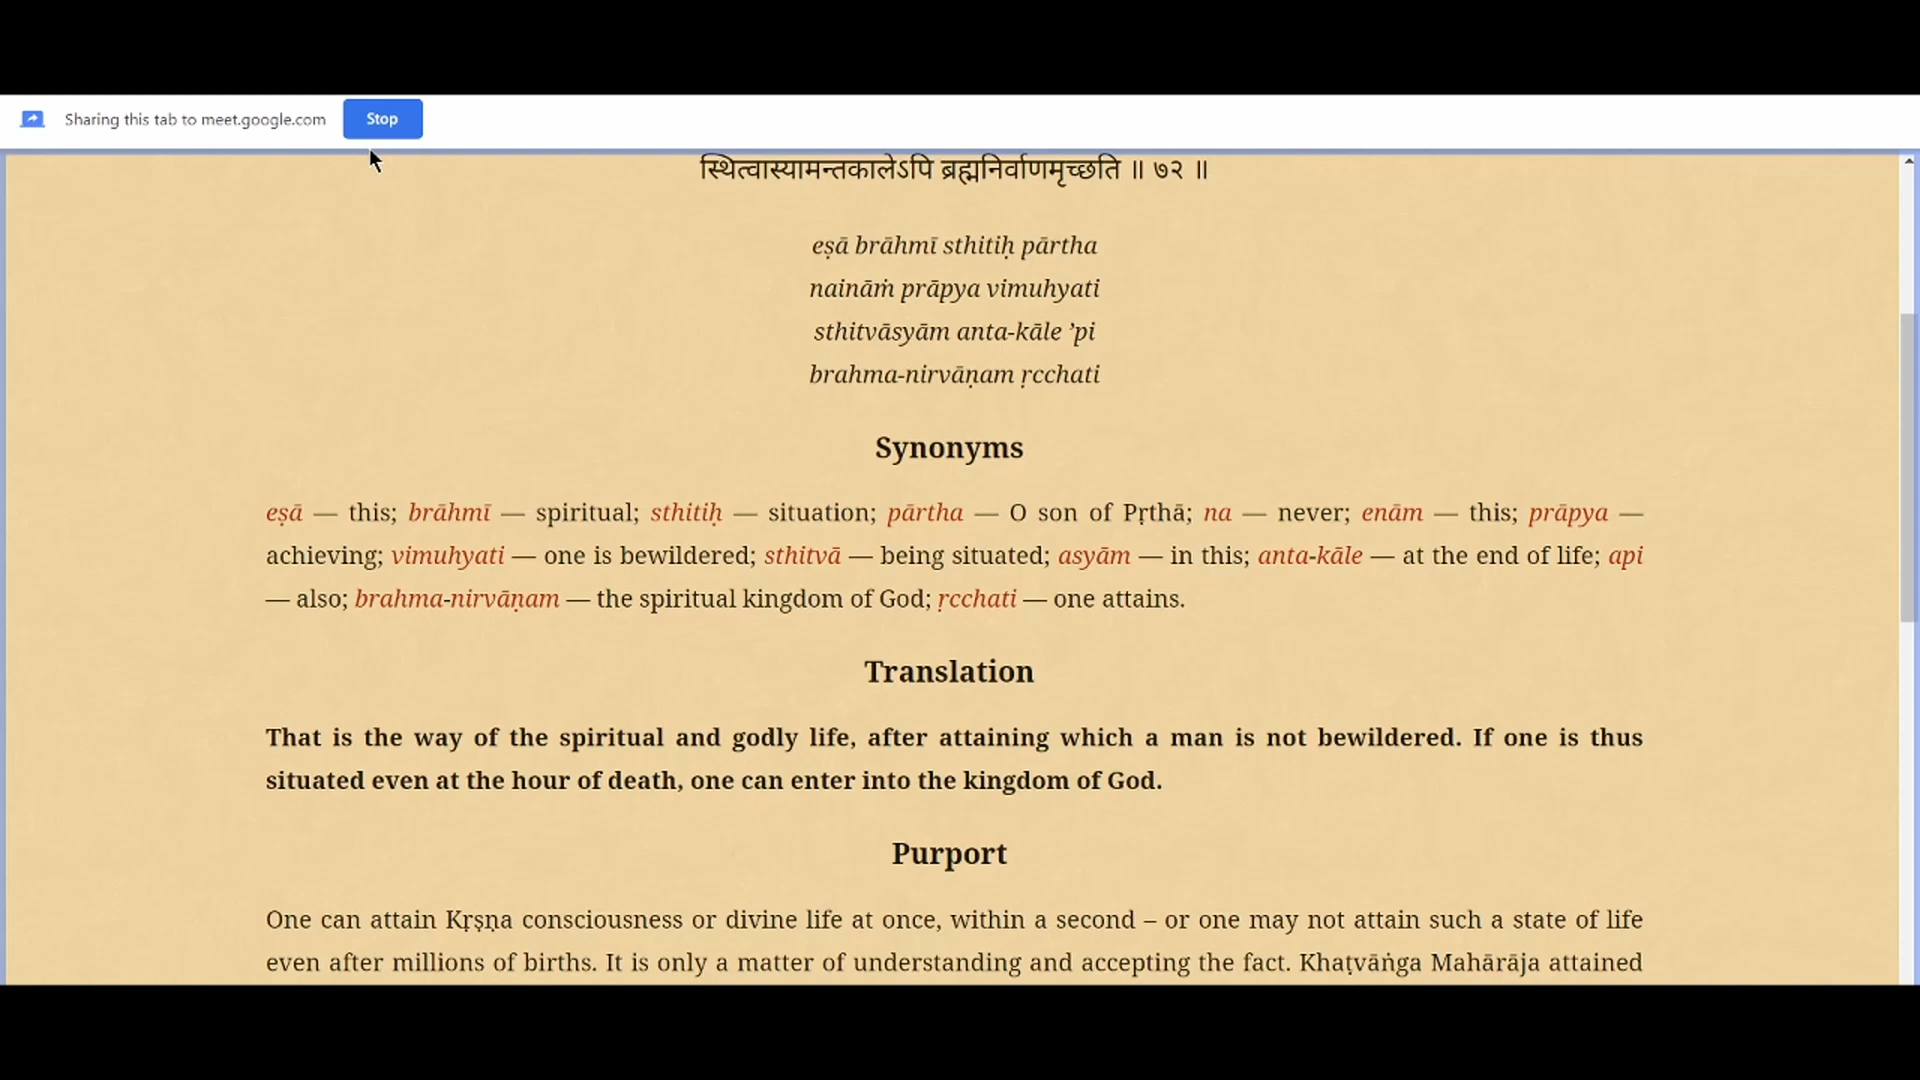 Sharing this tab to meet.google.com Stop
स्थित्वास्यामन्तकालेऽपि ब्रह्मनिर्वाणमृच्छति ॥ ७२ ॥
eṣā brāhmī sthitiḥ pārtha
naināṁ prāpya vimuhyati
sthitvāsyām anta-kāle ’pi
brahma-nirvāṇam ṛcchati
Synonyms
eṣā — this; brāhmī — spiritual; sthitiḥ — situation; pārtha — O son of Pṛthā; na — never; enām — this; prāpya —
achieving; vimuhyati — one is bewildered; sthitvā — being situated; asyām — in this; anta-kāle — at the end of life; api
— also; brahma-nirvāṇam — the spiritual kingdom of God; ṛcchati — one attains.
Translation
That is the way of the spiritual and godly life, after attaining which a man is not bewildered. If one is thus
situated even at the hour of death, one can enter into the kingdom of God.
Purport
One can attain Kṛṣṇa consciousness or divine life at once, within a second – or one may not attain such a state of life
even after millions of births. It is only a matter of understanding and accepting the fact. Khaṭvāṅga Mahārāja attained